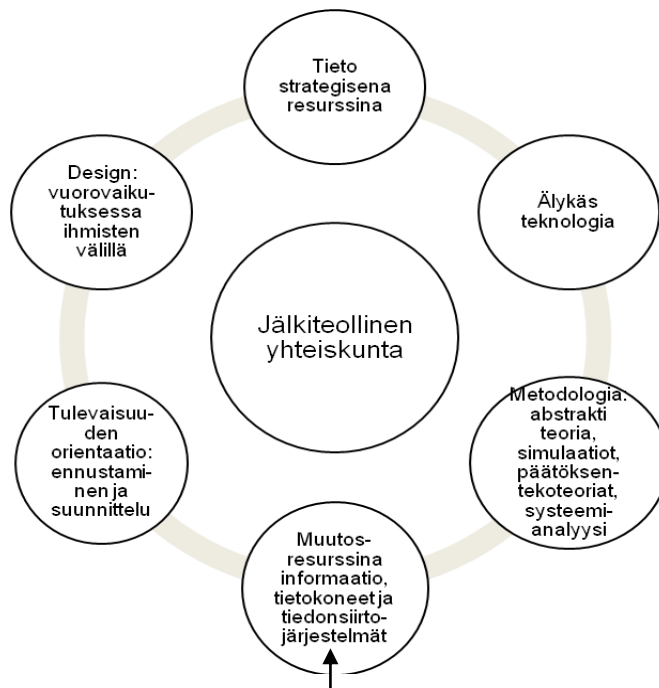 Tieto
strategisena
resurssina
Älykäs
teknologia
Metodologia:
abstrakti
teoria,
simulaatiot,
päätöksen-
tekoteoriat,
systeemi-
analyysi
Muutos-
resurssina
informaatio,
tietokoneet ja
tiedonsiirto-
järjestelmät
Tulevaisuu-
den
orientaatio:
ennustami-
nen ja
suunnittelu
Design:
vuorovaiku-
tuksessa
ihmisten
välillä
Jälkiteollinen
yhteiskunta